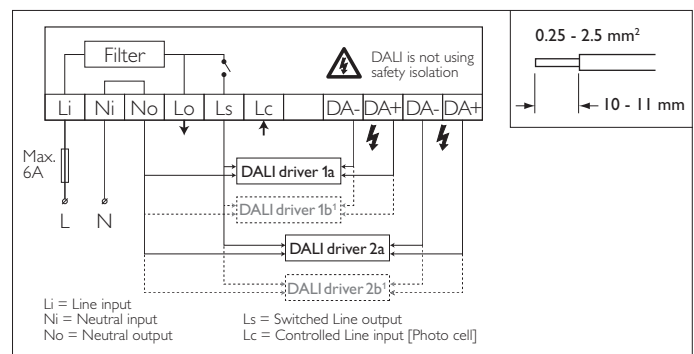 Filter
DALI is not using
safety isolation
Li Ni No Lo Ls Lc DA- DA+ DA- DA+
Max.
6A
L N
DALI driver 1a
DALI driver 1b¹
DALI driver 2a
DALI driver 2b¹
Li = Line input
Ni = Neutral input
No = Neutral output
Ls = Switched Line output
Lc = Controlled Line input [Photo cell]
0.25 - 2.5 mm²
10 - 11 mm